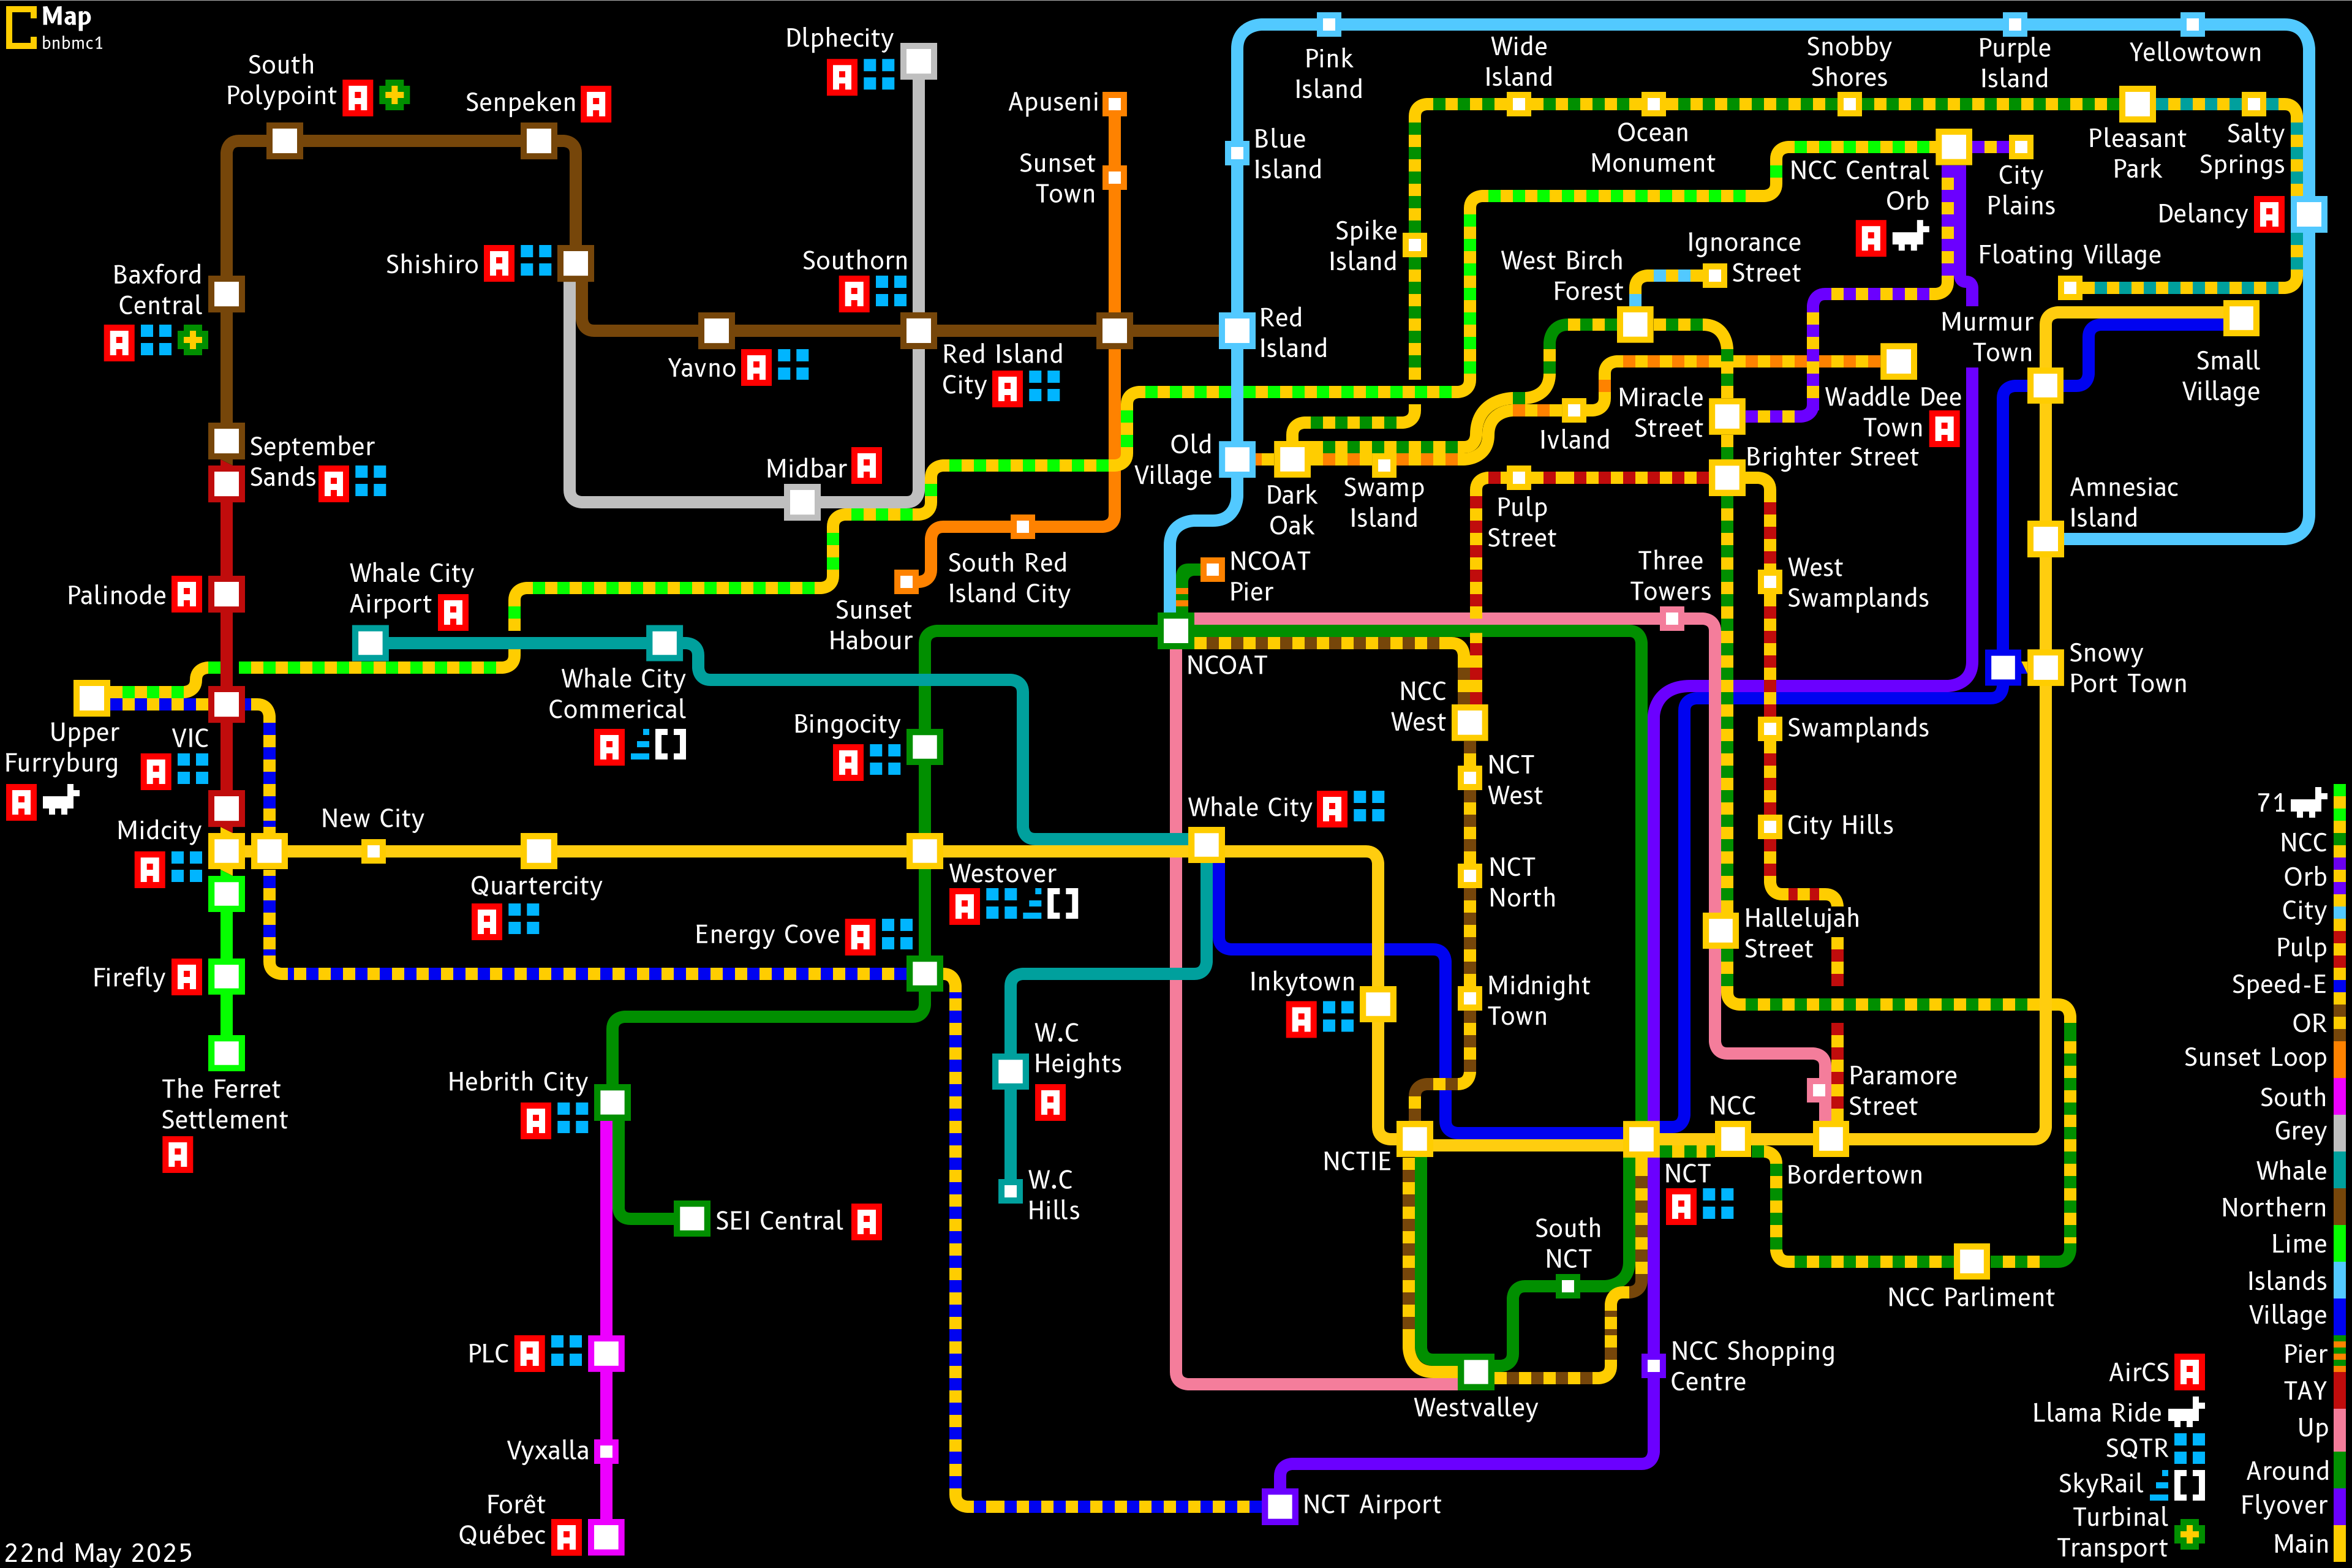 Map
bnbmc1
South
Polypoint
Senpeken
Dlphecity
Apuseni
Sunset
Town
Pink
Island
Wide
Island
Snobby
Shores
Purple
Island
Yellowtown
Blue
Island
Ocean
Monument
Pleasant
Park
Salty
Springs
NCC Central
Orb
City
Plains
Delancy
Spike
Island
Ignorance
Street
West Birch
Forest
Floating Village
Baxford
Central
Shishiro
Southorn
Yavno
Red Island
City
Red
Island
Murmur
Town
Small
Village
Miracle
Street
Waddle Dee
Town
Ivland
Brighter Street
September
Sands
Midbar
Old
Village
Dark
Oak
Swamp
Island
Pulp
Street
Amnesiac
Island
Palinode
Whale City
Airport
South Red
Island City
Sunset
Habour
NCOAT
Pier
Three
Towers
West
Swamplands
NCOAT
Whale City
Commerical
Snowy
Port Town
Upper
Furryburg
VIC
Bingocity
NCC
West
Swamplands
NCT
West
Whale City
City Hills
Midcity
New City
Quartercity
Westover
NCT
North
Hallelujah
Street
Energy Cove
Firefly
Inkytown
Midnight
Town
W.C
Heights
The Ferret
Settlement
Hebrith City
Paramore
Street
NCC
NCTIE
NCT
Bordertown
W.C
Hills
SEI Central
South
NCT
NCC Parliment
PLC
NCC Shopping
Centre
Westvalley
Vyxalla
Forêt
Québec
NCT Airport
22nd May 2025
71
NCC
Orb
City
Pulp
Speed-E
OR
Sunset Loop
South
Grey
Whale
Northern
Lime
Islands
Village
Pier
TAY
Up
Around
Flyover
Main
AirCS
Llama Ride
SQTR
SkyRail
Turbinal
Transport